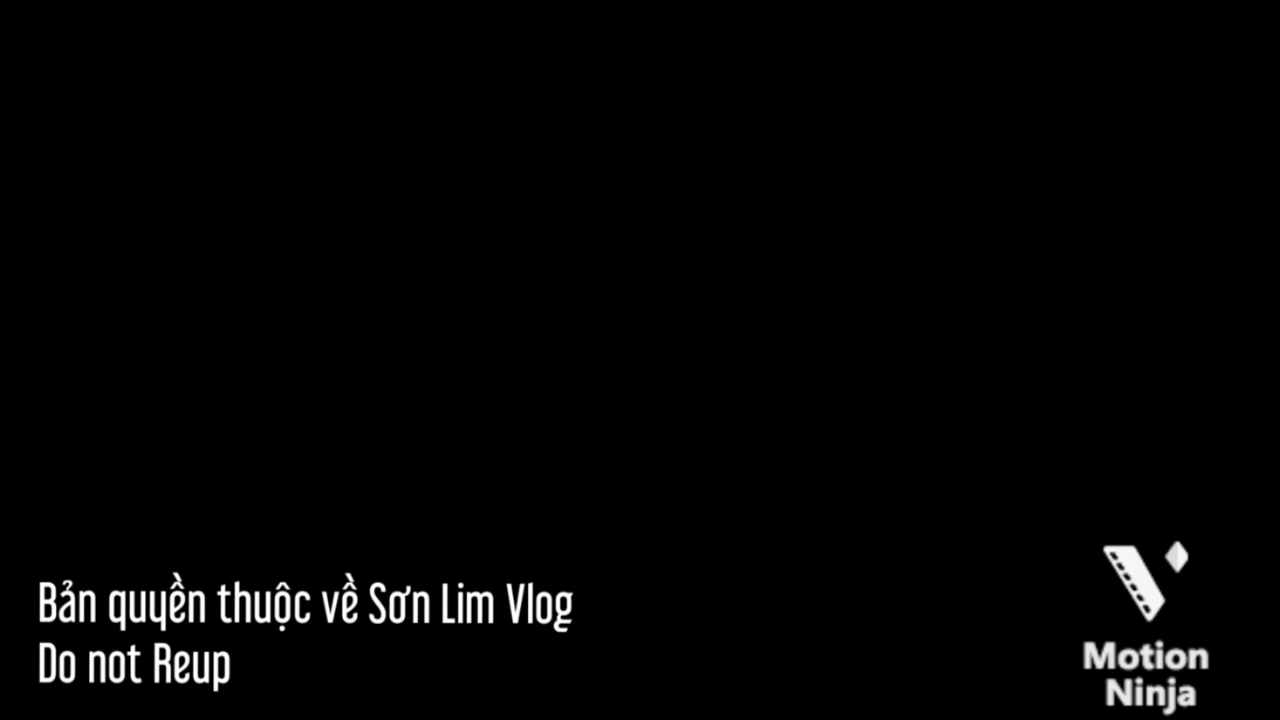 Bản quyền thuộc về Sơn Lim Vlog
Do not Reup
Motion
Ninja